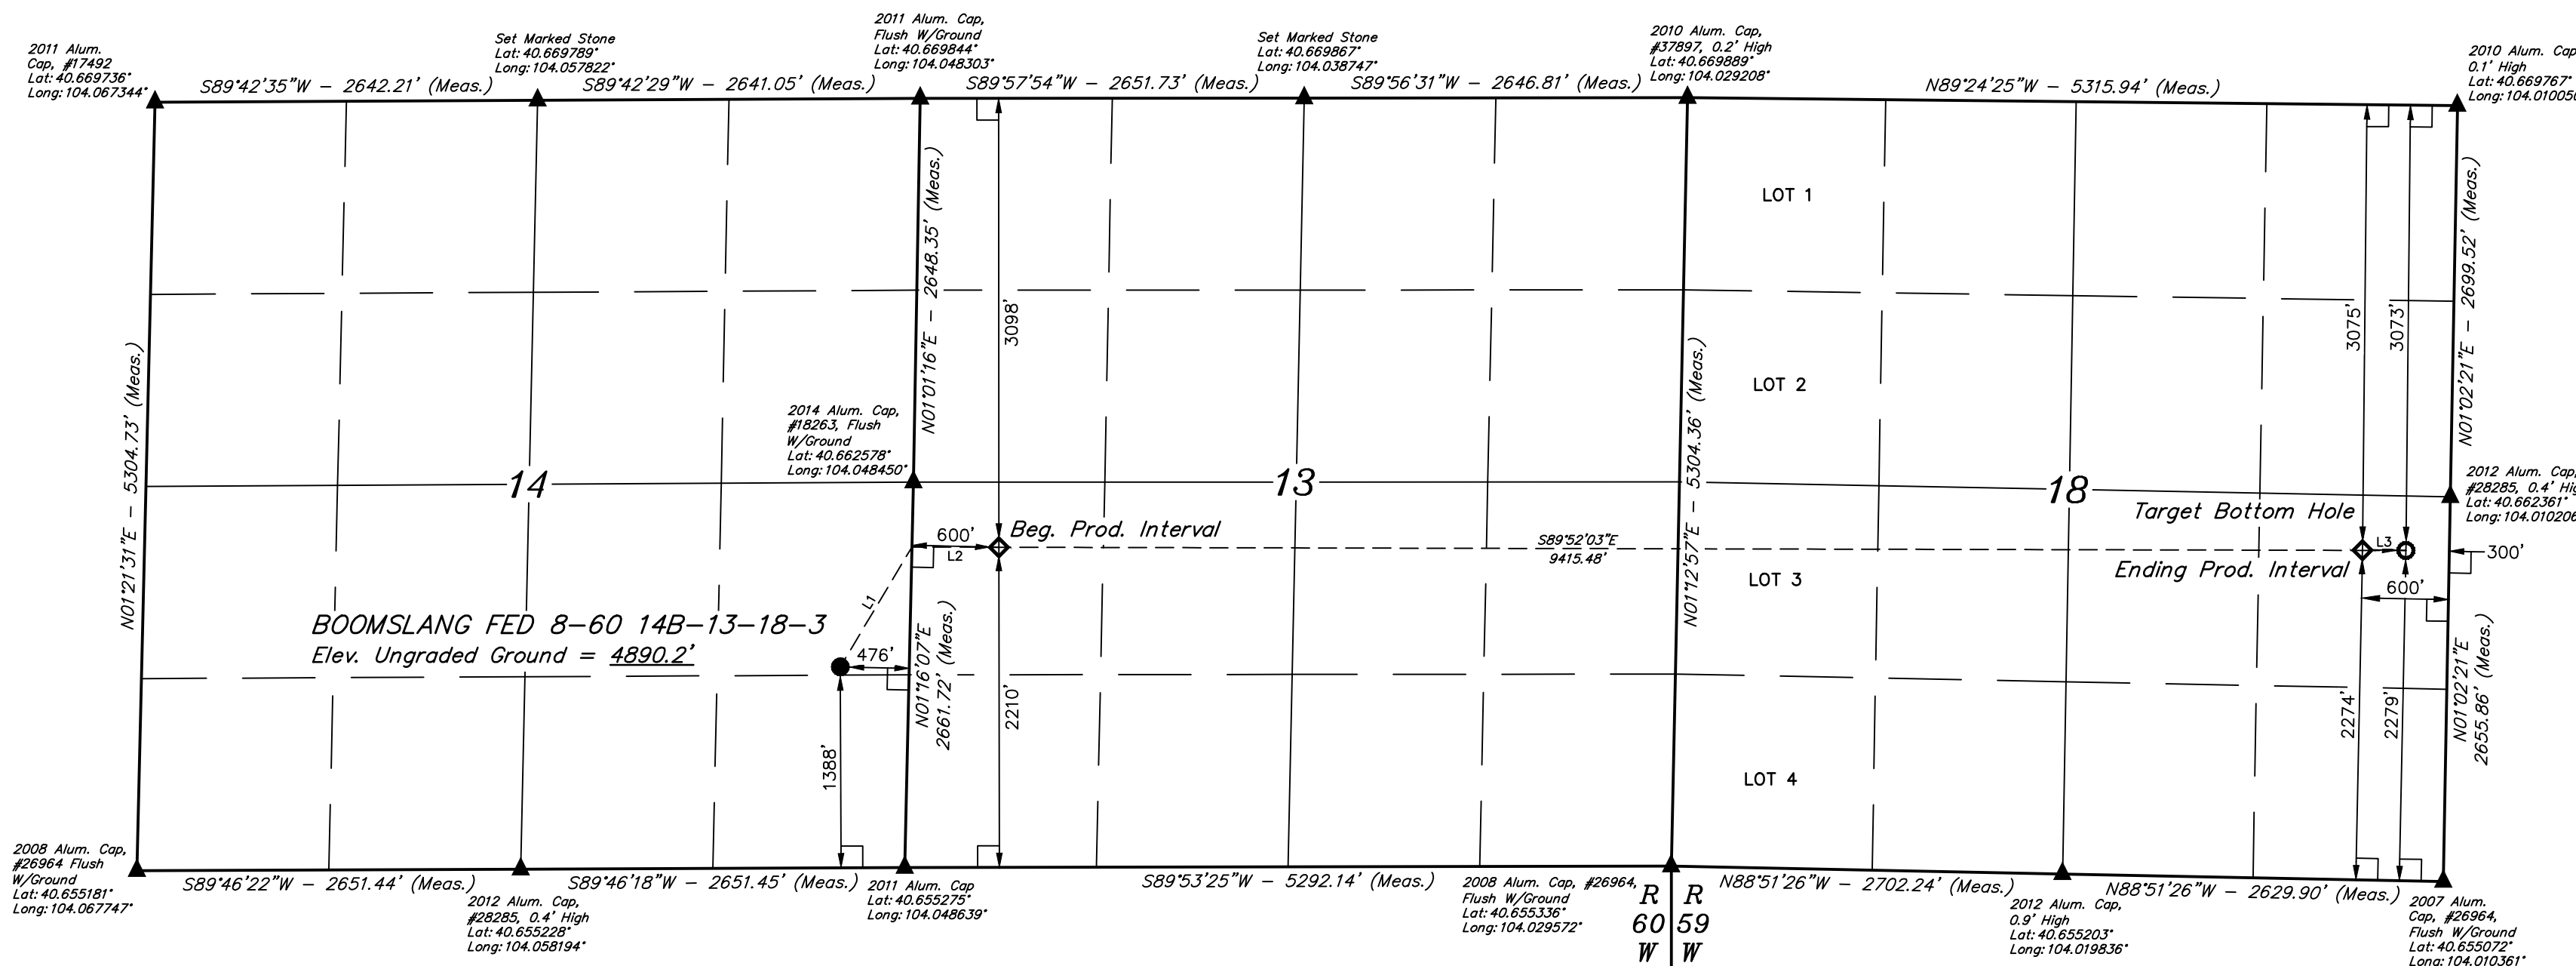 2011 Alum.
Cap, #17492
Lat: 40.669736°
Long: 104.067344°
S89°42'35"W - 2642.21' (Meas.)
Set Marked Stone
Lat: 40.669789°
Long: 104.057822°
S89°42'29"W - 2641.05' (Meas.)
2011 Alum. Cap,
Flush W/Ground
Lat: 40.669844°
Long: 104.048303°
S89°57'54"W - 2651.73' (Meas.)
Set Marked Stone
Lat: 40.669867°
Long: 104.038747°
S89°56'31"W - 2646.81' (Meas.)
2010 Alum. Cap,
#37897, 0.2' High
Lat: 40.669889°
Long: 104.029208°
N89°24'25"W - 5315.94' (Meas.)
2010 Alum. Cap
0.1' High
Lat: 40.669767°
N01°21'31"E - 5304.73' (Meas.)
14
N01°01'16"E - 2648.35' (Meas.)
3098'
2014 Alum. Cap,
#18263, Flush
W/Ground
Lat: 40.662578°
Long: 104.048450°
13
N01°12'57"E - 5304.36' (Meas.)
LOT 1
LOT 2
LOT 3
LOT 4
18
3075'
3073'
N01°02'21"E - 2699.52' (Meas.)
2012 Alum. Cap,
#28285, 0.4'
Lat: 40.662361°
Long: 104.010206
Target Bottom Hole
600'
L2
Beg. Prod. Interval
S89°52'03"E
9415.48'
L3
300'
Ending Prod. Interval
600'
L1
BOOMSLANG FED 8-60 14B-13-18-3
Elev. Ungraded Ground = 4890.2'
476'
1388'
N01°16'07"E
2661.72' (Meas.)
2210'
2274'
2279'
N01°02'21"E
2655.86' (Meas.)
2008 Alum. Cap,
#26964 Flush
W/Ground
Lat: 40.655181°
Long: 104.067747°
S89°46'22"W - 2651.44' (Meas.)
2012 Alum. Cap,
#28285, 0.4' High
Lat: 40.655228°
Long: 104.058194°
S89°46'18"W - 2651.45' (Meas.)
2011 Alum. Cap
Lat: 40.655275°
Long: 104.048639°
S89°53'25"W - 5292.14' (Meas.)
2008 Alum. Cap, #26964,
Flush W/Ground
Lat: 40.655336°
Long: 104.029572°
R R
60 59
W W
N88°51'26"W - 2702.24' (Meas.)
2012 Alum. Cap,
0.9' High
Lat: 40.655203°
Long: 104.019836°
N88°51'26"W - 2629.90' (Meas.)
2007 Alum.
Cap, #26964,
Flush W/Ground
Lat: 40.655072°
Long: 104.010361°